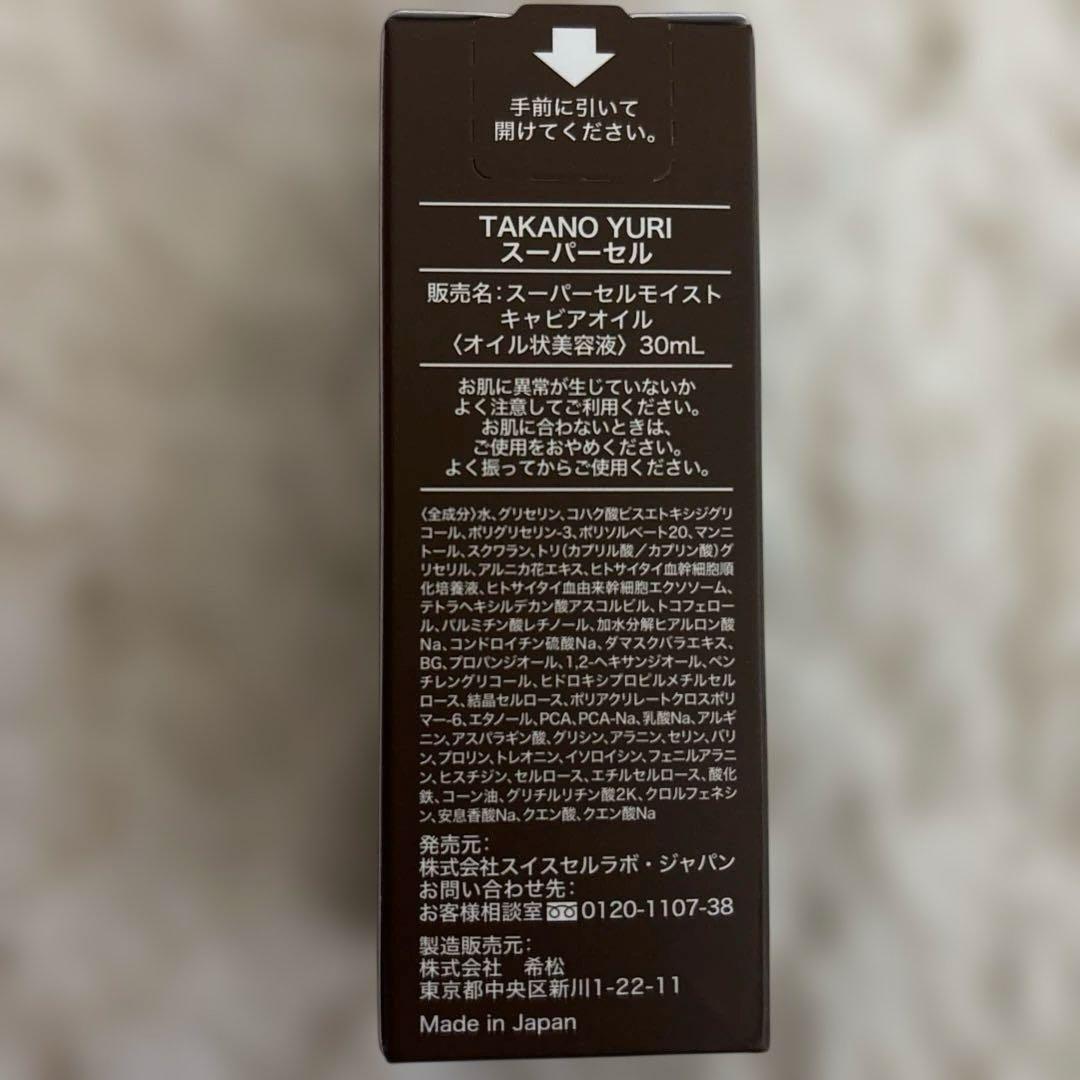 手前に引いて
開けてください。
TAKANO YURI
スーパーセル
販売名：スーパーセルモイスト
キャビアオイル
〈オイル状美容液〉30mL
お肌に異常が生じていないか
よく注意してご利用ください。
お肌に合わないときは、
ご使用をおやめください。
よく振ってからご使用ください。
〈全成分〉水、グリセリン、コハク酸ビスエトキシジグリ
コール、ポリグリセリン-3、ポリソルベート20、マンニ
トール、スクワラン、トリ（カプリル酸／カプリン酸）グ
リセリル、アルニカ花エキス、ヒトサイタイ血幹細胞順
化培養液、ヒトサイタイ血由来幹細胞エクソソーム、
テトラヘキシルデカン酸アスコルビル、トコフェロー
ル、パルミチン酸レチノール、加水分解ヒアルロン酸
Na、コンドロイチン硫酸Na、ダマスクバラエキス、
BG、プロパンジオール、1,2-ヘキサンジオール、ペン
チレングリコール、ヒドロキシプロピルメチルセル
ロース、結晶セルロース、ポリアクリレートクロスポリ
マー-6、エタノール、PCA、PCA-Na、乳酸Na、アルギ
ニン、アスパラギン酸、グリシン、アラニン、セリン、バリ
ン、プロリン、トレオニン、イソロイシン、フェニルアラニ
ン、ヒスチジン、セルロース、エチルセルロース、酸化
鉄、コーン油、グリチルリチン酸2K、クロルフェネシ
ン、安息香酸Na、クエン酸、クエン酸Na
発売元：
株式会社スイスセルラボ・ジャパン
お問い合わせ先：
お客様相談室 0120-1107-38
製造販売元：
株式会社　希松
東京都中央区新川1-22-11
Made in Japan